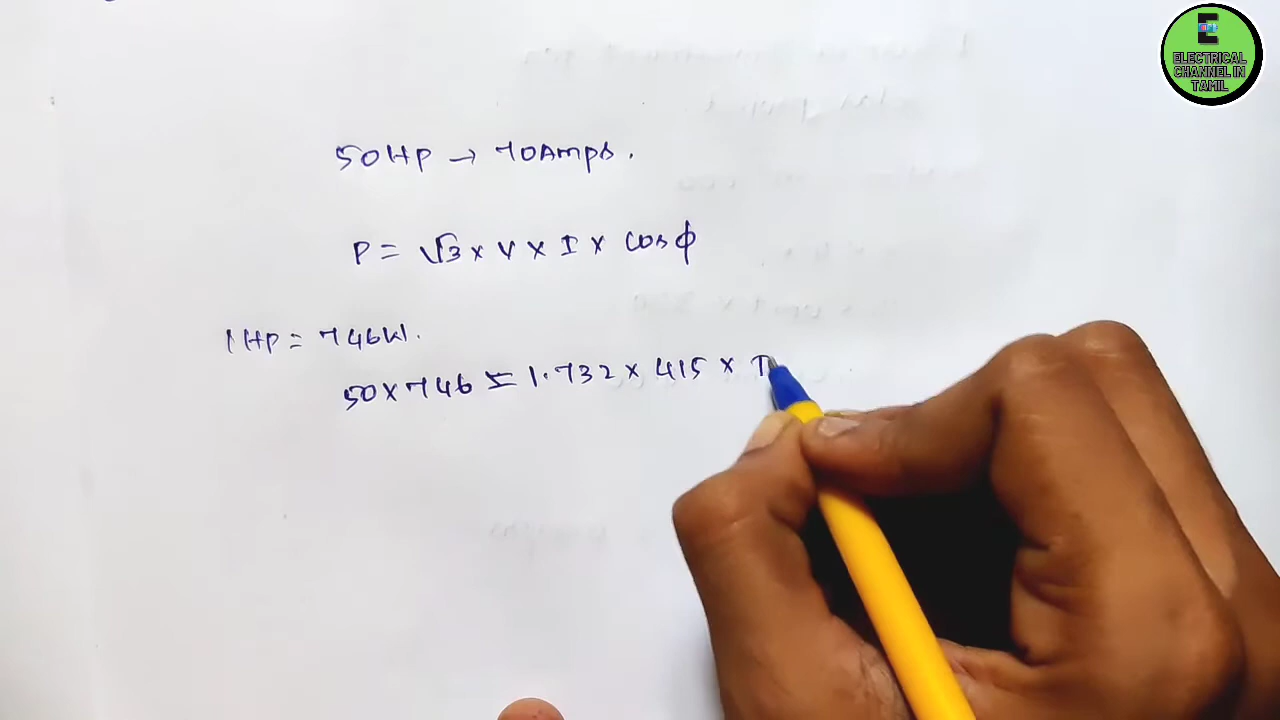 E
ELECTRICAL
CHANNEL IN
TAMIL
50HP → 70Amps.
P = √3 × V × I × cosφ
1HP = 746W.
50 × 746 = 1.732 × 415 × I